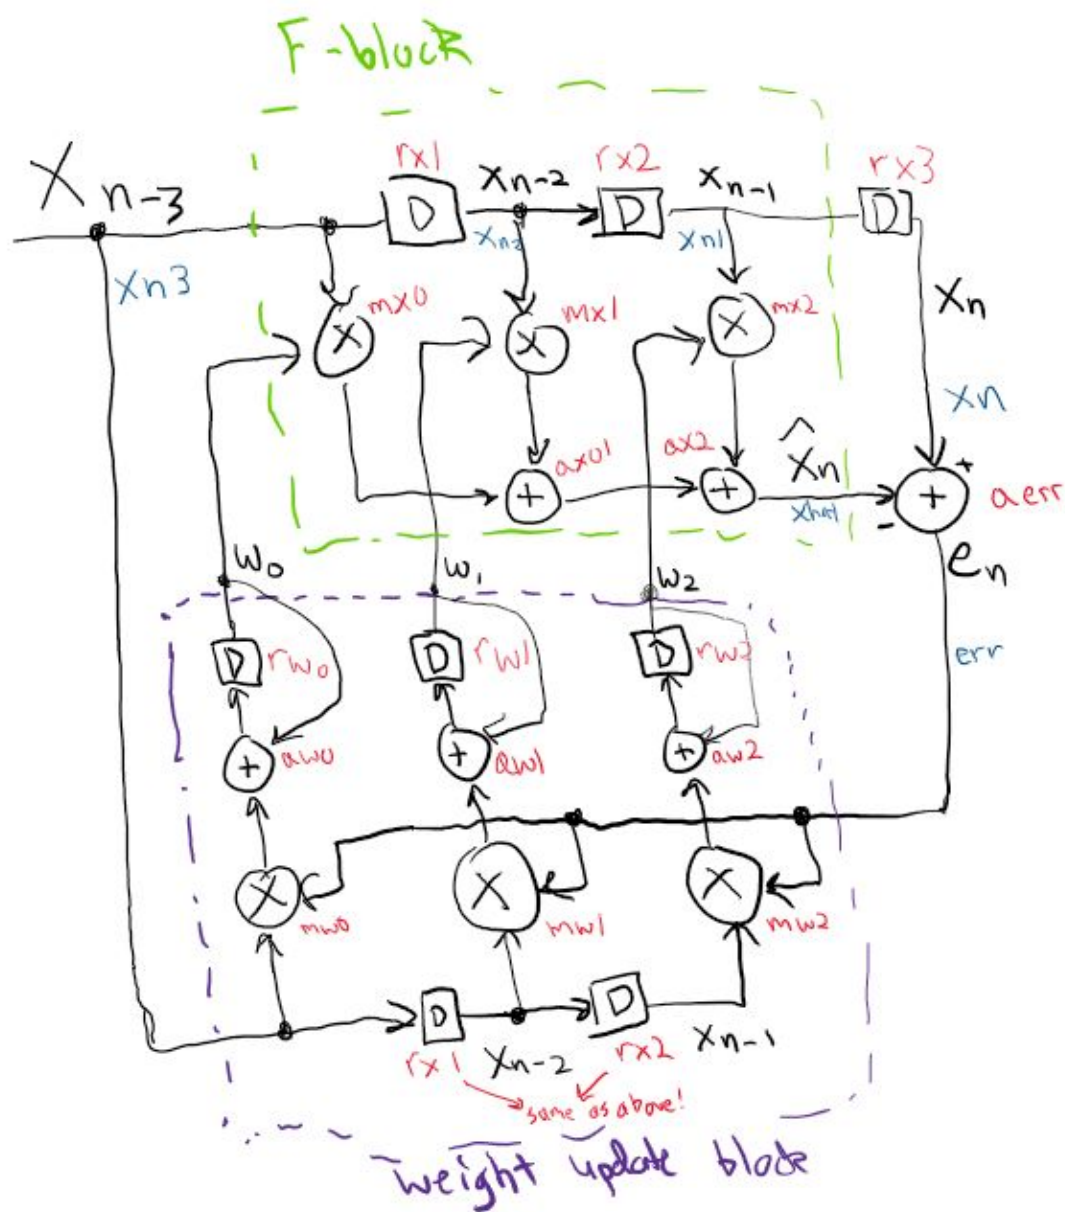 F-block
rx1 rx2 rx3
X n-3 Xn-2 Xn-1
D D D
xn3 xn2 xn1
Xn
mx0 mx1 mx2
X X X
xn
ax01 ax2 X̂n
+ + xhat - + + aerr
en
w0 w1 w2
D rw0 D rw1 D rw2 err
+ aw0 + aw1 + aw2
X X X
mw0 mw1 mw2
D D
rx1 Xn-2 rx2 Xn-1
same as above!
weight update block